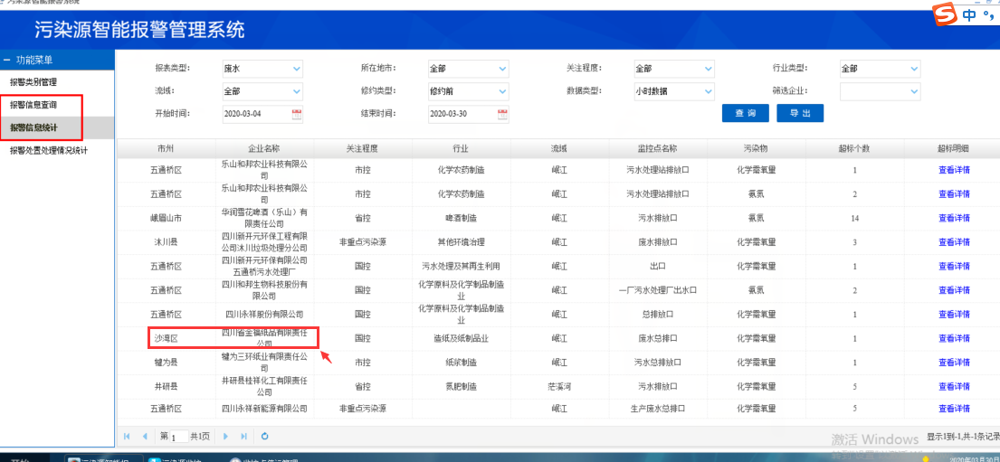 污染源智能报警管理系统
中
功能菜单
报警类别管理
报警信息查询
报警信息统计
报警处置处理情况统计
报表类型： 废水 所在地市： 全部 关注程度： 全部 行业类型： 全部
流域： 全部 修约类型： 修约前 数据类型： 小时数据 筛选企业：
开始时间： 2020-03-04 结束时间： 2020-03-30 查 询 导 出
市州 企业名称 关注程度 行业 流域 监控点名称 污染物 超标个数 超标明细
五通桥区 乐山和邦农业科技有限公司 市控 化学农药制造 岷江 污水处理站排放口 化学需氧量 1 查看详情
五通桥区 乐山和邦农业科技有限公司 市控 化学农药制造 岷江 污水处理站排放口 氨氮 2 查看详情
峨眉山市 华润雪花啤酒（乐山）有限责任公司 省控 啤酒制造 岷江 污水排放口 氨氮 14 查看详情
沐川县 四川新开元环保工程有限公司沐川垃圾处理分公司 非重点污染源 其他环境治理 岷江 废水排放口 化学需氧量 3 查看详情
五通桥区 四川新开元环保有限公司五通桥污水处理厂 国控 污水处理及其再生利用 岷江 出口 化学需氧量 1 查看详情
五通桥区 四川和邦生物科技股份有限公司 国控 化学原料及化学制品制造业 岷江 一厂污水处理厂出水口 氨氮 2 查看详情
五通桥区 四川永祥股份有限公司 国控 化学原料及化学制品制造业 岷江 总排放口 化学需氧量 1 查看详情
沙湾区 四川省金福纸品有限责任公司 国控 造纸及纸制品业 岷江 废水总排口 化学需氧量 1 查看详情
犍为县 犍为三环纸业有限责任公司 市控 纸浆制造 岷江 污水总排放口 化学需氧量 1 查看详情
井研县 井研县桂祥化工有限责任公司 省控 氮肥制造 茫溪河 污水排放口 化学需氧量 5 查看详情
五通桥区 四川永祥新能源有限公司 非重点污染源 岷江 生产废水总排口 化学需氧量 5 查看详情
第 1 共1页 显示1到-1,共-1条记录
激活 Windows